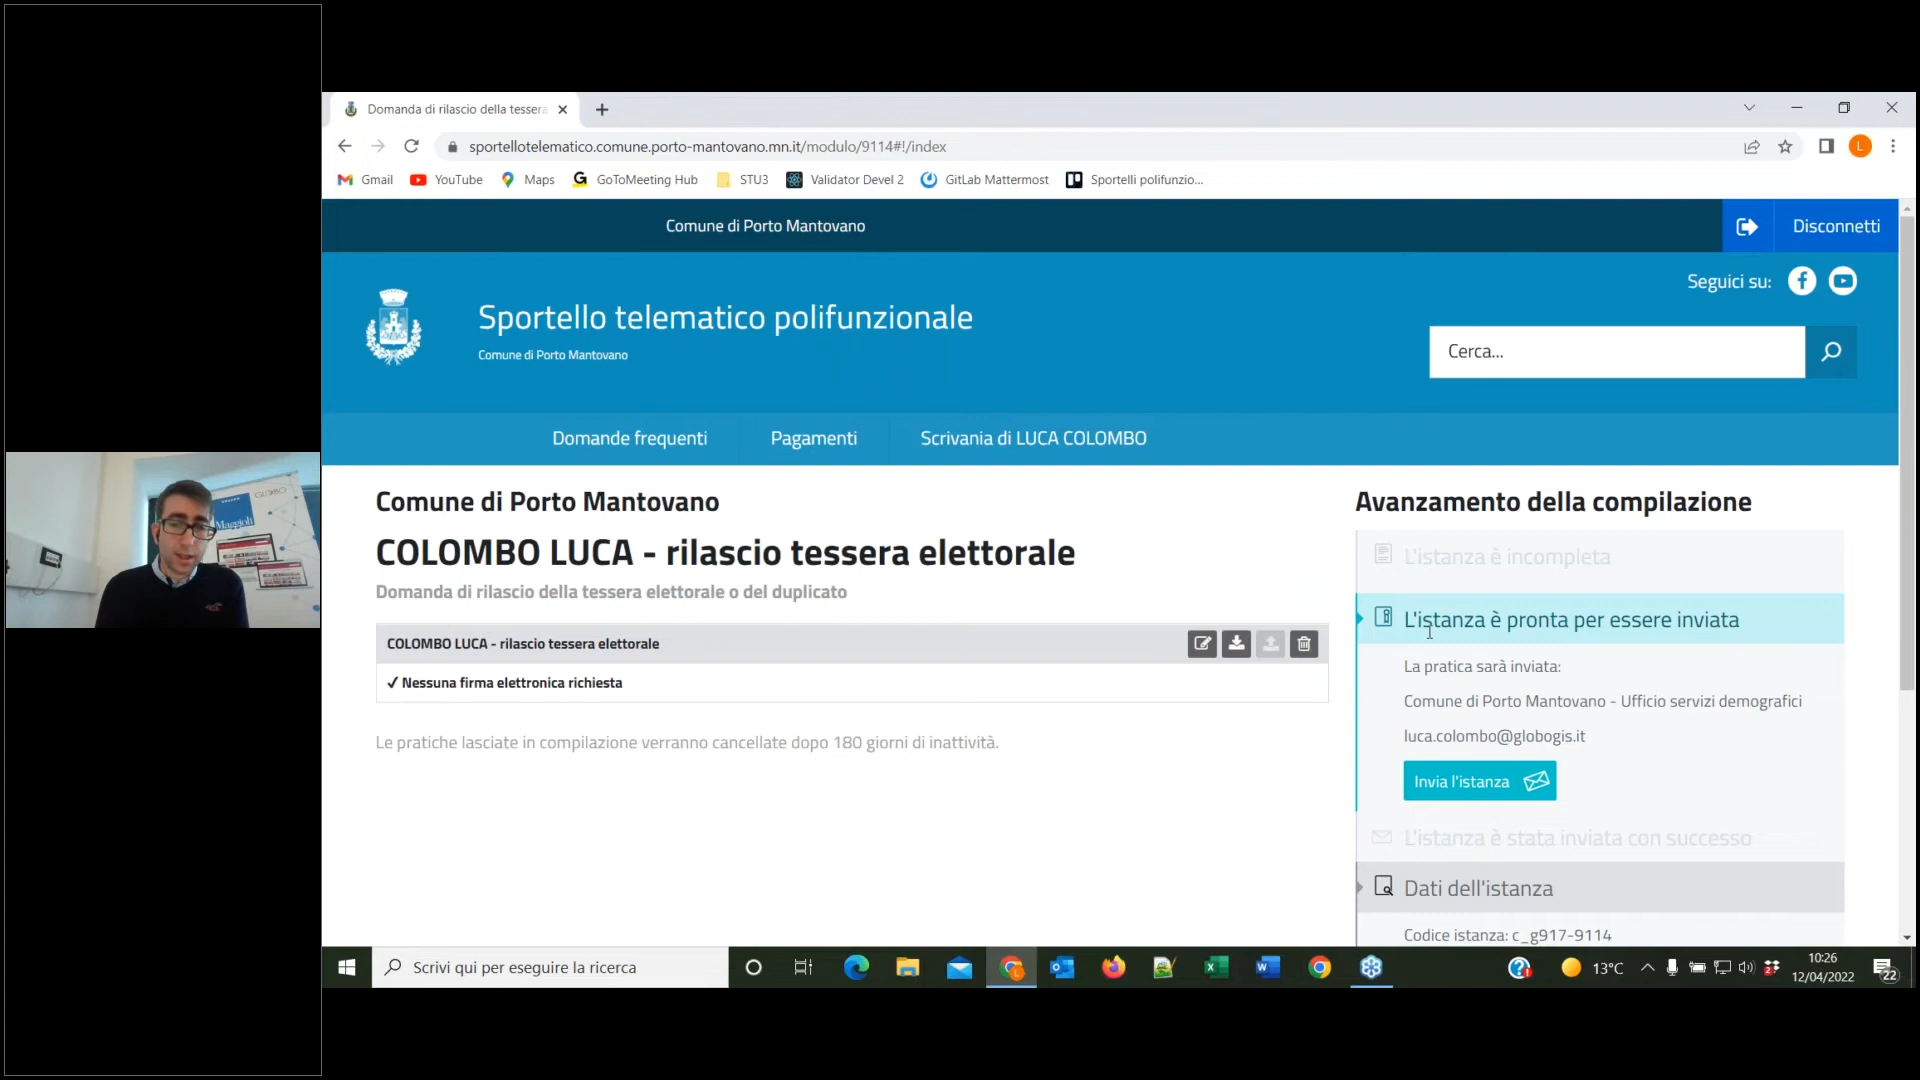 Domanda di rilascio della tessera
sportellotelematico.comune.porto-mantovano.mn.it/modulo/9114#!/index
L
Gmail
YouTube
Maps
GoToMeeting Hub
STU3
Validator Devel 2
GitLab Mattermost
Sportelli polifunzio...
Comune di Porto Mantovano
Disconnetti
Seguici su:
Sportello telematico polifunzionale
Comune di Porto Mantovano
Cerca...
Domande frequenti
Pagamenti
Scrivania di LUCA COLOMBO
GLOBO
Maggioli
Comune di Porto Mantovano
COLOMBO LUCA - rilascio tessera elettorale
Domanda di rilascio della tessera elettorale o del duplicato
COLOMBO LUCA - rilascio tessera elettorale
✓ Nessuna firma elettronica richiesta
Le pratiche lasciate in compilazione verranno cancellate dopo 180 giorni di inattività.
Avanzamento della compilazione
L'istanza è incompleta
L'istanza è pronta per essere inviata
La pratica sarà inviata:
Comune di Porto Mantovano - Ufficio servizi demografici
luca.colombo@globogis.it
Invia l'istanza
L'istanza è stata inviata con successo
Dati dell'istanza
Codice istanza: c_g917-9114
Scrivi qui per eseguire la ricerca
13°C
10:26
12/04/2022
22